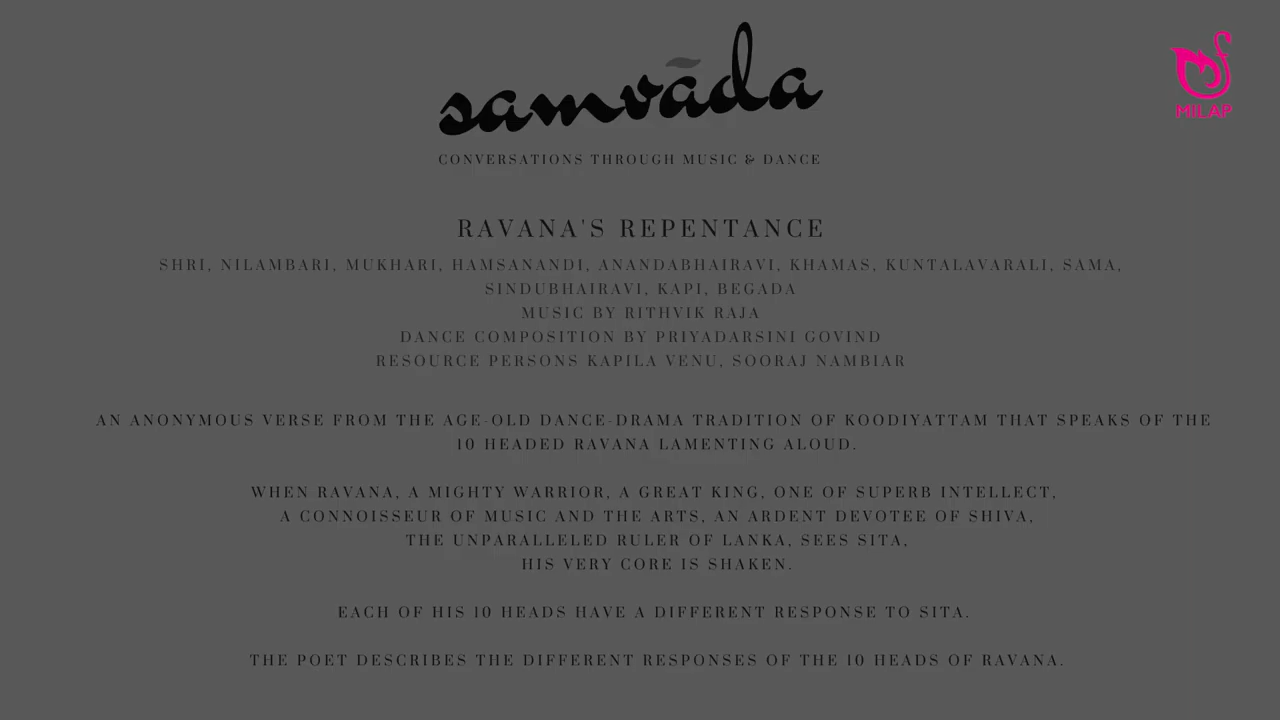 samvāda
MILAP
CONVERSATIONS THROUGH MUSIC & DANCE
RAVANA'S REPENTANCE
SHRI, NILAMBARI, MUKHARI, HAMSANANDI, ANANDABHAIRAVI, KHAMAS, KUNTALAVARALI, SAMA,
SINDUBHAIRAVI, KAPI, BEGADA
MUSIC BY RITHVIK RAJA
DANCE COMPOSITION BY PRIYADARSINI GOVIND
RESOURCE PERSONS KAPILA VENU, SOORAJ NAMBIAR
AN ANONYMOUS VERSE FROM THE AGE-OLD DANCE-DRAMA TRADITION OF KOODIYATTAM THAT SPEAKS OF THE
10 HEADED RAVANA LAMENTING ALOUD.
WHEN RAVANA, A MIGHTY WARRIOR, A GREAT KING, ONE OF SUPERB INTELLECT,
A CONNOISSEUR OF MUSIC AND THE ARTS, AN ARDENT DEVOTEE OF SHIVA,
THE UNPARALLELED RULER OF LANKA, SEES SITA,
HIS VERY CORE IS SHAKEN.
EACH OF HIS 10 HEADS HAVE A DIFFERENT RESPONSE TO SITA.
THE POET DESCRIBES THE DIFFERENT RESPONSES OF THE 10 HEADS OF RAVANA.